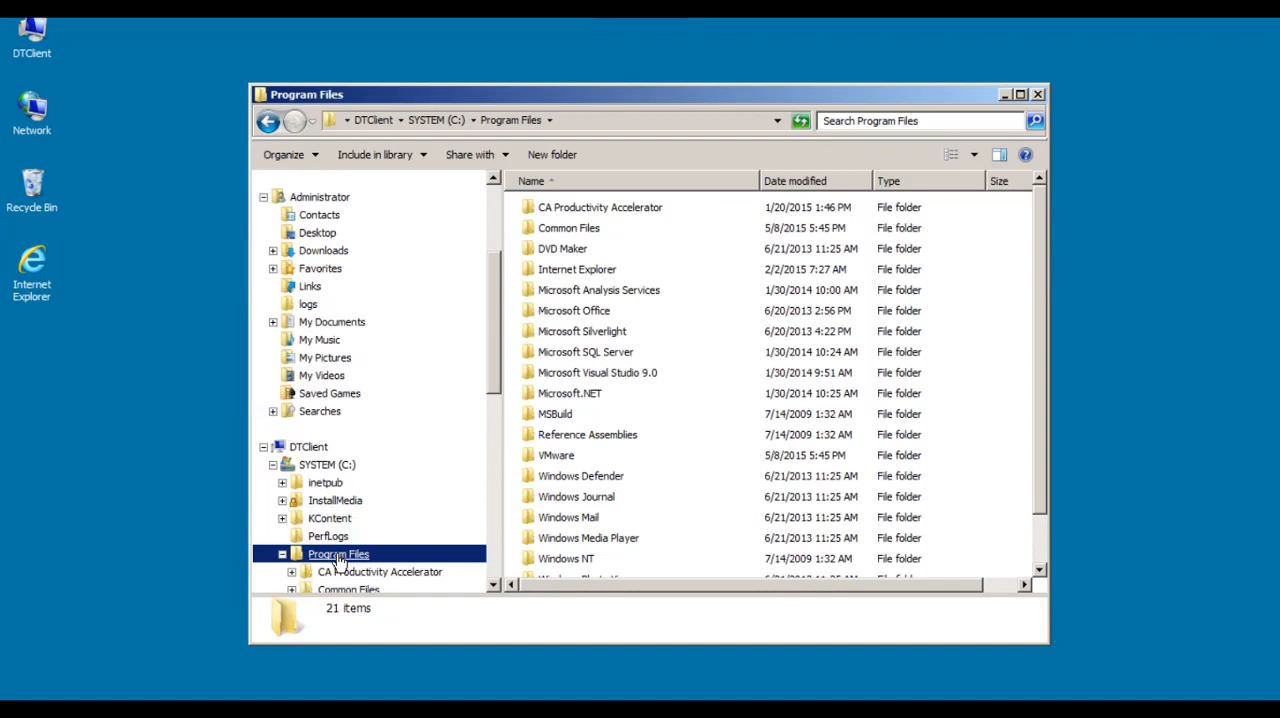 DTClient
Network
Recycle Bin
Internet
Explorer
Program Files
DTClient SYSTEM (C:) Program Files
Search Program Files
Organize Include in library Share with New folder
Administrator
Contacts
Desktop
Downloads
Favorites
Links
logs
My Documents
My Music
My Pictures
My Videos
Saved Games
Searches
DTClient
SYSTEM (C:)
inetpub
InstallMedia
KContent
PerfLogs
Program Files
CA Productivity Accelerator
Common Files
Name Date modified Type Size
CA Productivity Accelerator 1/20/2015 1:46 PM File folder
Common Files 5/8/2015 5:45 PM File folder
DVD Maker 6/21/2013 11:25 AM File folder
Internet Explorer 2/2/2015 7:27 AM File folder
Microsoft Analysis Services 1/30/2014 10:00 AM File folder
Microsoft Office 6/20/2013 2:56 PM File folder
Microsoft Silverlight 6/20/2013 4:22 PM File folder
Microsoft SQL Server 1/30/2014 10:24 AM File folder
Microsoft Visual Studio 9.0 1/30/2014 9:51 AM File folder
Microsoft.NET 1/30/2014 10:25 AM File folder
MSBuild 7/14/2009 1:32 AM File folder
Reference Assemblies 7/14/2009 1:32 AM File folder
VMware 5/8/2015 5:45 PM File folder
Windows Defender 6/21/2013 11:25 AM File folder
Windows Journal 6/21/2013 11:25 AM File folder
Windows Mail 6/21/2013 11:25 AM File folder
Windows Media Player 6/21/2013 11:25 AM File folder
Windows NT 7/14/2009 1:32 AM File folder
21 items